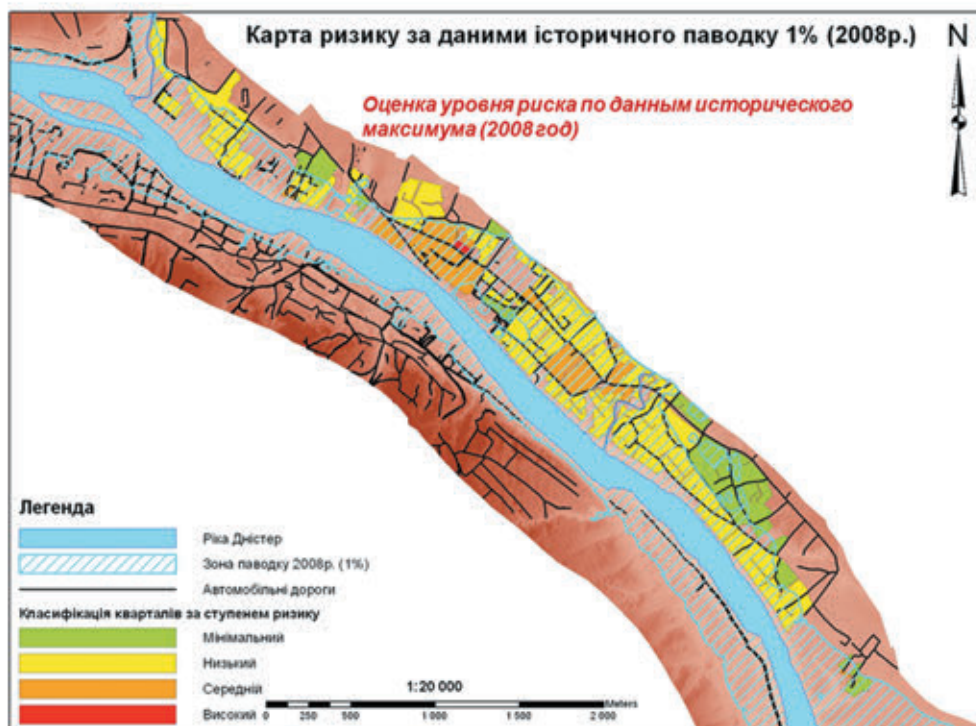 Карта ризику за даними історичного паводку 1% (2008р.)
N
Оценка уровня риска по данным исторического
максимума (2008 год)
Легенда
Ріка Дністер
Зона паводку 2008р. (1%)
Автомобільні дороги
Класифікація кварталів за ступенем ризику
Мінімальний
Низький
Середній
Високий
1:20 000
Meters
0 250 500 1 000 1 500 2 000